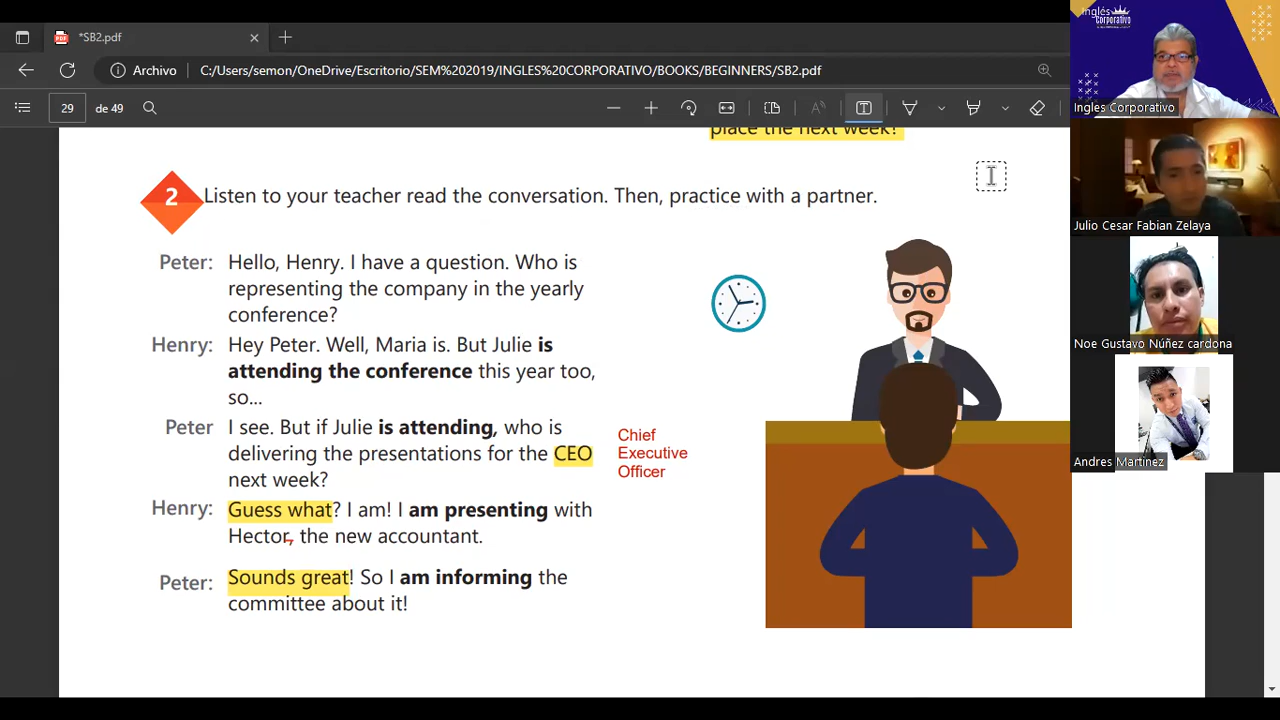 *SB2.pdf
Archivo
C:/Users/semon/OneDrive/Escritorio/SEM%202019/INGLES%20CORPORATIVO/BOOKS/BEGINNERS/SB2.pdf
29
de 49
place the next week!
2
Listen to your teacher read the conversation. Then, practice with a partner.
Peter: Hello, Henry. I have a question. Who is
representing the company in the yearly
conference?
Henry: Hey Peter. Well, Maria is. But Julie is
attending the conference this year too,
so...
Peter I see. But if Julie is attending, who is
delivering the presentations for the CEO
next week?
Chief
Executive
Officer
Henry: Guess what? I am! I am presenting with
Hector, the new accountant.
Peter: Sounds great! So I am informing the
committee about it!
Inglés
Corporativo
Ingles Corporativo
Julio Cesar Fabian Zelaya
Noe Gustavo Núñez cardona
Andres Martinez